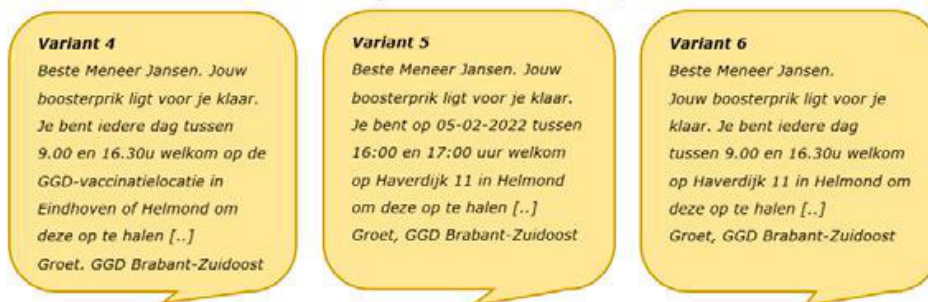 Variant 4
Beste Meneer Jansen. Jouw
boosterprik ligt voor je klaar.
Je bent iedere dag tussen
9.00 en 16.30u welkom op de
GGD-vaccinatielocatie in
Eindhoven of Helmond om
deze op te halen [..]
Groet. GGD Brabant-Zuidoost
Variant 5
Beste Meneer Jansen. Jouw
boosterprik ligt voor je klaar.
Je bent op 05-02-2022 tussen
16:00 en 17:00 uur welkom
op Haverdijk 11 in Helmond
om deze op te halen [..]
Groet, GGD Brabant-Zuidoost
Variant 6
Beste Meneer Jansen.
Jouw boosterprik ligt voor je
klaar. Je bent iedere dag
tussen 9.00 en 16.30u welkom
op Haverdijk 11 in Helmond om
deze op te halen [..]
Groet, GGD Brabant-Zuidoost